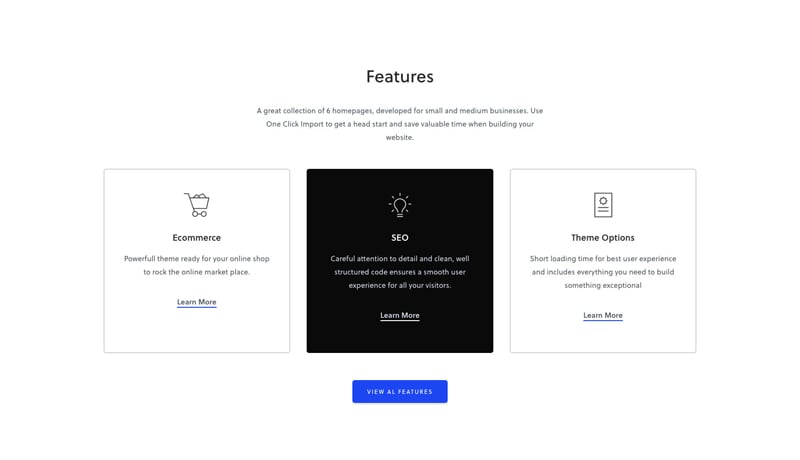 Features
A great collection of 6 homepages, developed for small and medium businesses. Use
One Click Import to get a head start and save valuable time when building your
website.
Ecommerce
Powerfull theme ready for your online shop
to rock the online market place.
Learn More
SEO
Careful attention to detail and clean, well
structured code ensures a smooth user
experience for all your visitors.
Learn More
Theme Options
Short loading time for best user experience
and includes everything you need to build
something exceptional
Learn More
VIEW AL FEATURES